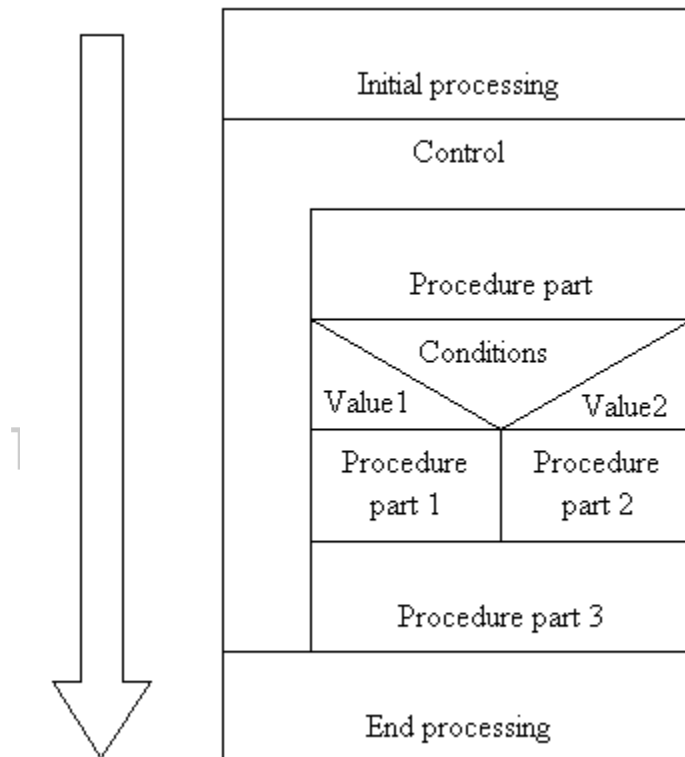 Initial processing
Control
Procedure part
Conditions
Value1
Value2
Procedure
part 1
Procedure
part 2
Procedure part 3
End processing